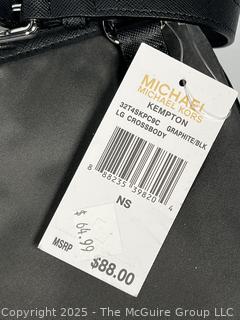 MICHAEL
MICHAEL KORS
KEMPTON
32T4SKPC9C GRAPHITE/BLK
LG CROSSBODY
8 88235 39820 4
NS
$ 64.99
MSRP $88.00
Copyright 2025 - The McGuire Group LLC